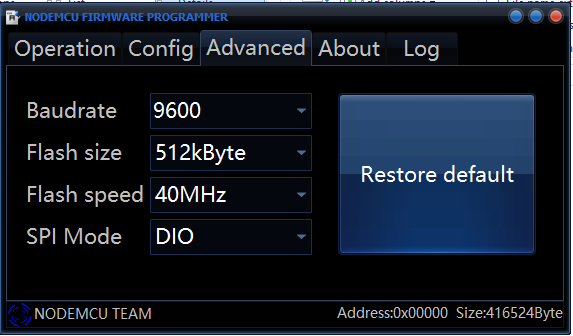 NODEMCU FIRMWARE PROGRAMMER
Operation Config Advanced About Log
Baudrate 9600
Flash size 512kByte
Flash speed 40MHz
SPI Mode DIO
Restore default
NODEMCU TEAM
Address:0x00000 Size:416524Byte